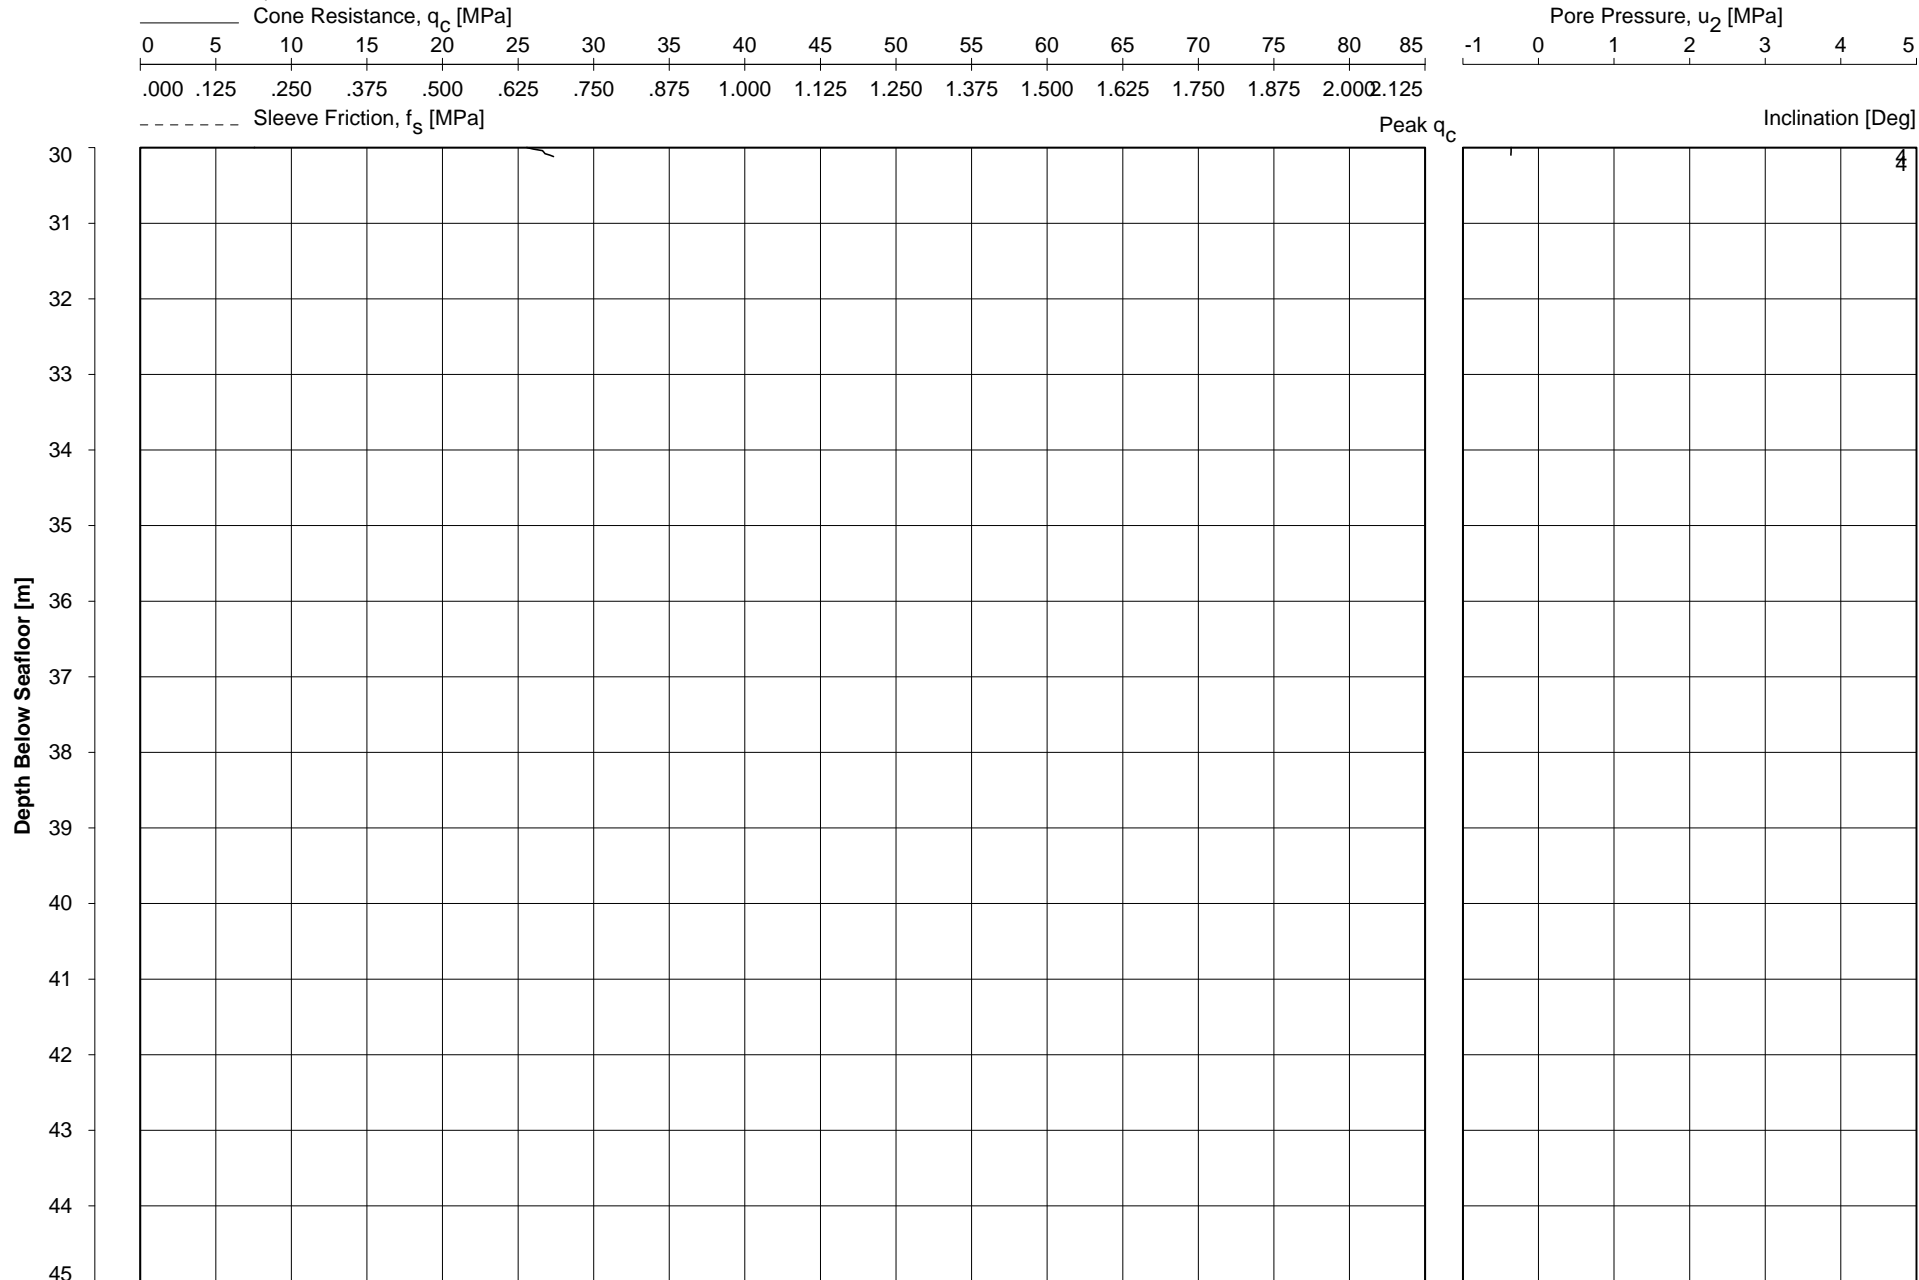 Cone Resistance, qc [MPa]
0 5 10 15 20 25 30 35 40 45 50 55 60 65 70 75 80 85
.000 .125 .250 .375 .500 .625 .750 .875 1.000 1.125 1.250 1.375 1.500 1.625 1.750 1.875 2.000 2.125
Sleeve Friction, fs [MPa]
Peak qc
Pore Pressure, u2 [MPa]
-1 0 1 2 3 4 5
Inclination [Deg]
4
4
Depth Below Seafloor [m]
30
31
32
33
34
35
36
37
38
39
40
41
42
43
44
45